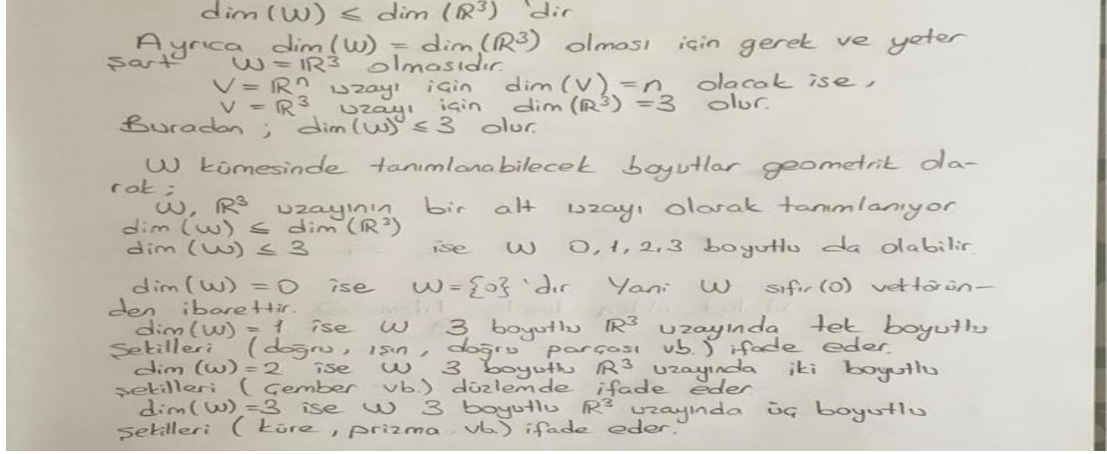 dim(W) ≤ dim (ℝ³) 'dir
Ayrıca dim(W) = dim(ℝ³) olması için gerek ve yeter
şart W = ℝ³ olmasıdır.
V = ℝⁿ uzayı için dim(V) = n olacak ise,
V = ℝ³ uzayı için dim(ℝ³) = 3 olur.
Buradan ; dim(W) ≤ 3 olur.
W kümesinde tanımlanabilecek boyutlar geometrik ola-
rak ;
W, ℝ³ uzayının bir alt uzayı olarak tanımlanıyor
dim (W) ≤ dim (ℝ³)
dim (W) ≤ 3 ise W 0,1,2,3 boyutlu da olabilir.
dim(W) = 0 ise W = {0} 'dır Yani W sıfır (0) vektörün-
den ibarettir.
dim(W) = 1 ise W 3 boyutlu ℝ³ uzayında tek boyutlu
şekilleri (doğru, ışın, doğru parçası vb.) ifade eder.
dim (W) = 2 ise W 3 boyutlu ℝ³ uzayında iki boyutlu
şekilleri (çember vb.) düzlemde ifade eder
dim(W) = 3 ise W 3 boyutlu ℝ³ uzayında üç boyutlu
şekilleri (küre, prizma vb.) ifade eder.